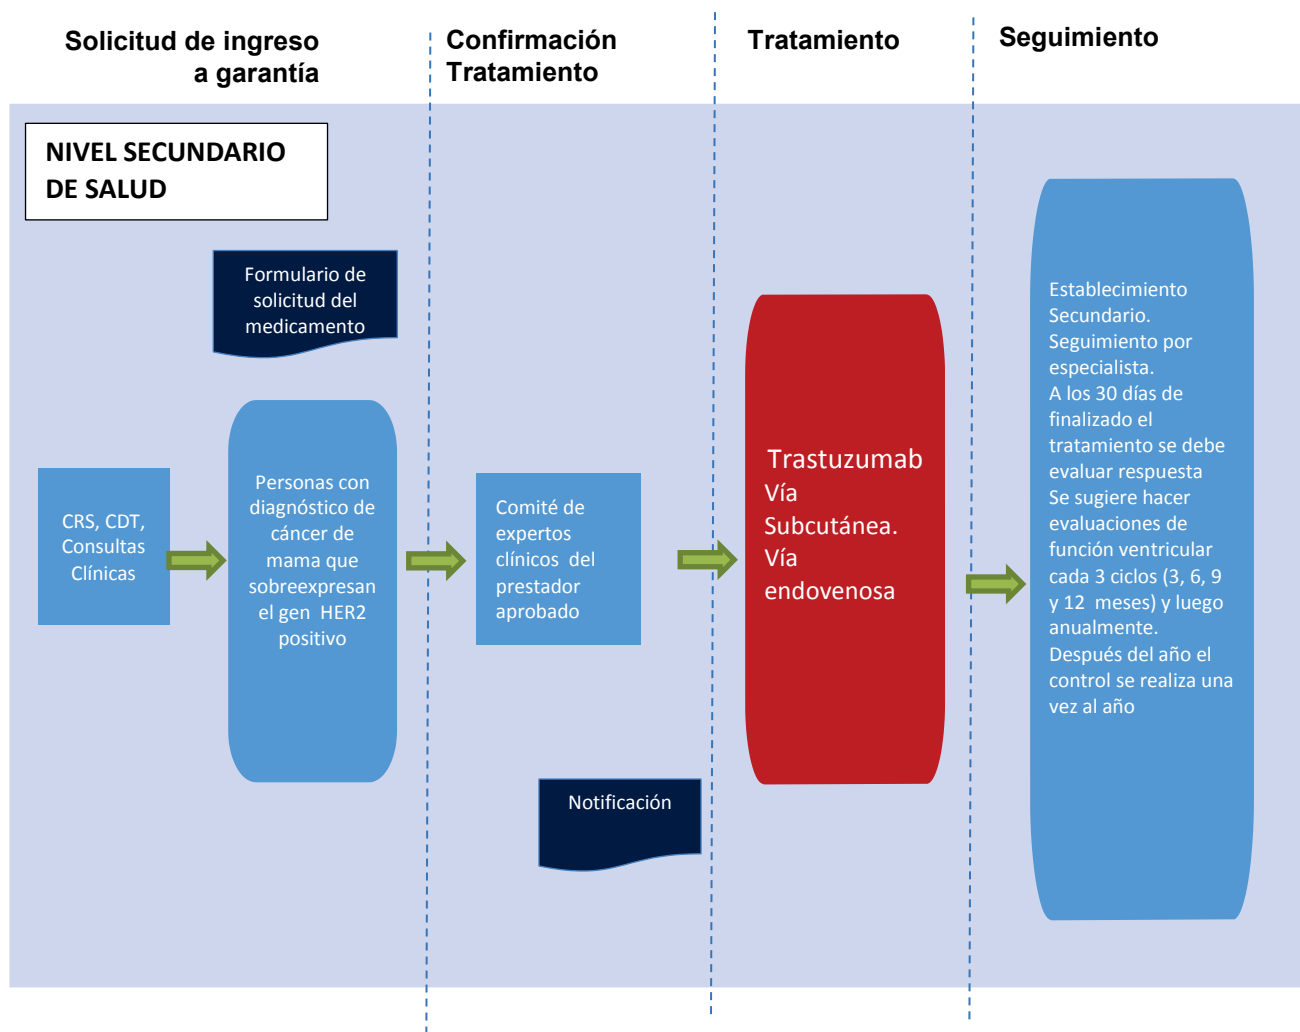 Solicitud de ingreso
a garantía
Confirmación
Tratamiento
Tratamiento
Seguimiento
NIVEL SECUNDARIO
DE SALUD
Formulario de
solicitud del
medicamento
CRS, CDT,
Consultas
Clínicas
Personas con
diagnóstico de
cáncer de
mama que
sobreexpresan
el gen HER2
positivo
Comité de
expertos
clínicos del
prestador
aprobado
Notificación
Trastuzumab
Vía
Subcutánea.
Vía
endovenosa
Establecimiento
Secundario.
Seguimiento por
especialista.
A los 30 días de
finalizado el
tratamiento se debe
evaluar respuesta
Se sugiere hacer
evaluaciones de
función ventricular
cada 3 ciclos (3, 6, 9
y 12 meses) y luego
anualmente.
Después del año el
control se realiza una
vez al año